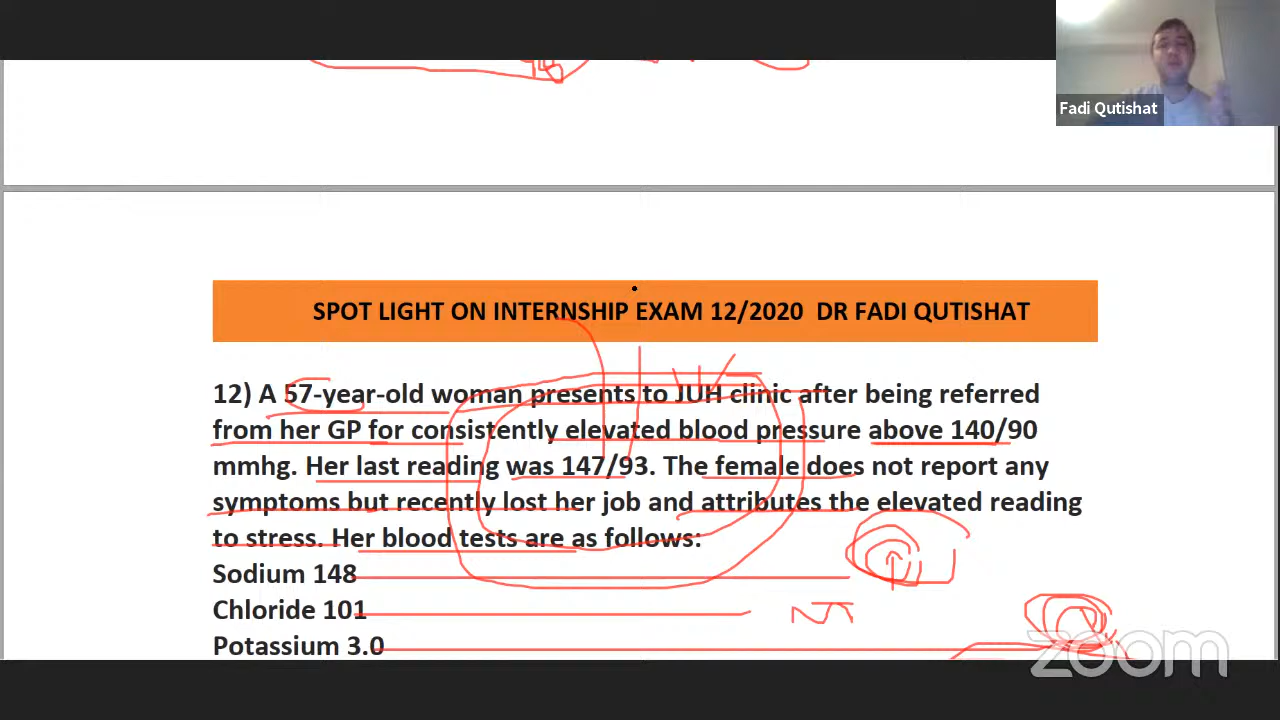 Fadi Qutishat
SPOT LIGHT ON INTERNSHIP EXAM 12/2020 DR FADI QUTISHAT
12) A 57-year-old woman presents to JUH clinic after being referred
from her GP for consistently elevated blood pressure above 140/90
mmhg. Her last reading was 147/93. The female does not report any
symptoms but recently lost her job and attributes the elevated reading
to stress. Her blood tests are as follows:
Sodium 148
Chloride 101
Potassium 3.0
zoom